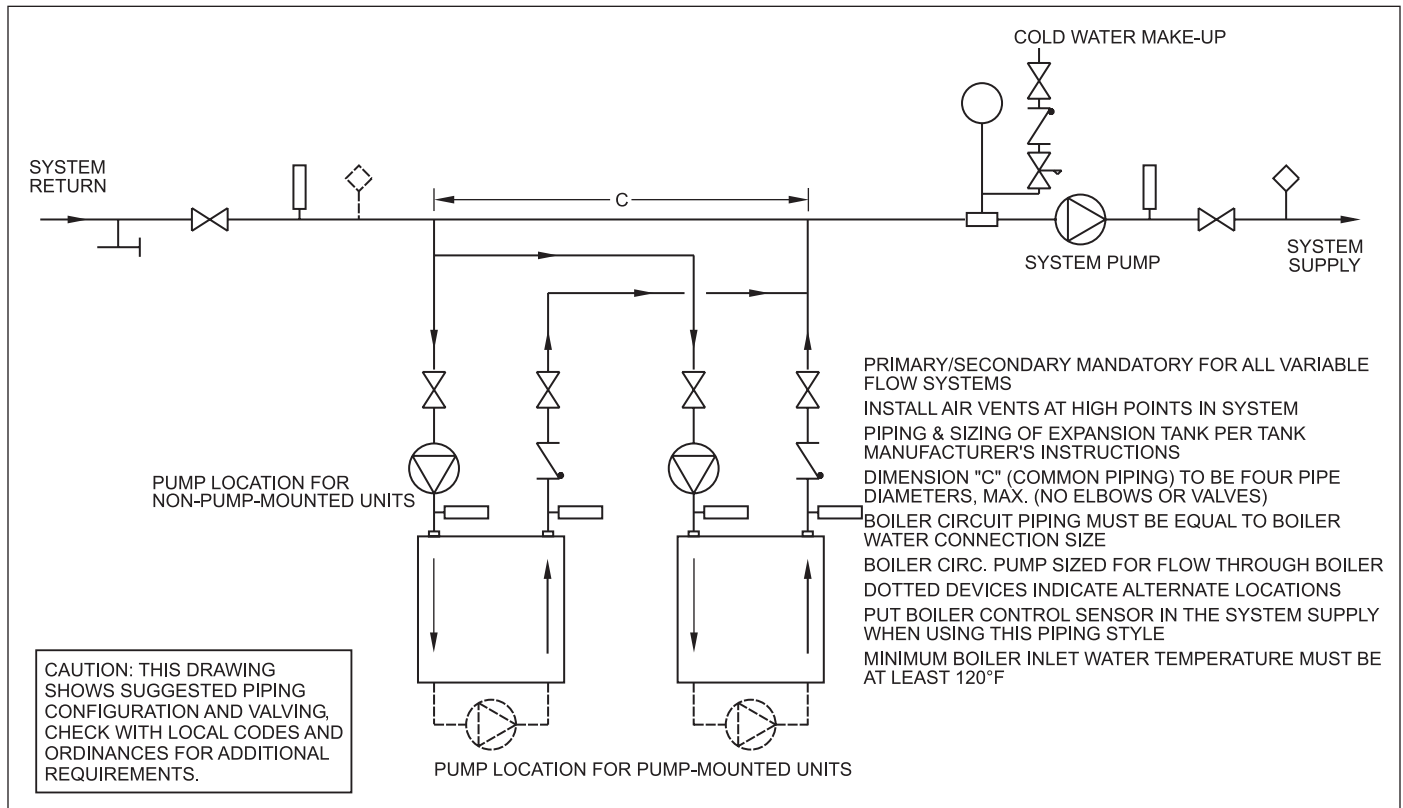 COLD WATER MAKE-UP
SYSTEM
RETURN
C
SYSTEM PUMP
SYSTEM
SUPPLY
PUMP LOCATION FOR
NON-PUMP-MOUNTED UNITS
PRIMARY/SECONDARY MANDATORY FOR ALL VARIABLE
FLOW SYSTEMS
INSTALL AIR VENTS AT HIGH POINTS IN SYSTEM
PIPING & SIZING OF EXPANSION TANK PER TANK
MANUFACTURER'S INSTRUCTIONS
DIMENSION "C" (COMMON PIPING) TO BE FOUR PIPE
DIAMETERS, MAX. (NO ELBOWS OR VALVES)
BOILER CIRCUIT PIPING MUST BE EQUAL TO BOILER
WATER CONNECTION SIZE
BOILER CIRC. PUMP SIZED FOR FLOW THROUGH BOILER
DOTTED DEVICES INDICATE ALTERNATE LOCATIONS
PUT BOILER CONTROL SENSOR IN THE SYSTEM SUPPLY
WHEN USING THIS PIPING STYLE
MINIMUM BOILER INLET WATER TEMPERATURE MUST BE
AT LEAST 120°F
CAUTION: THIS DRAWING
SHOWS SUGGESTED PIPING
CONFIGURATION AND VALVING,
CHECK WITH LOCAL CODES AND
ORDINANCES FOR ADDITIONAL
REQUIREMENTS.
PUMP LOCATION FOR PUMP-MOUNTED UNITS